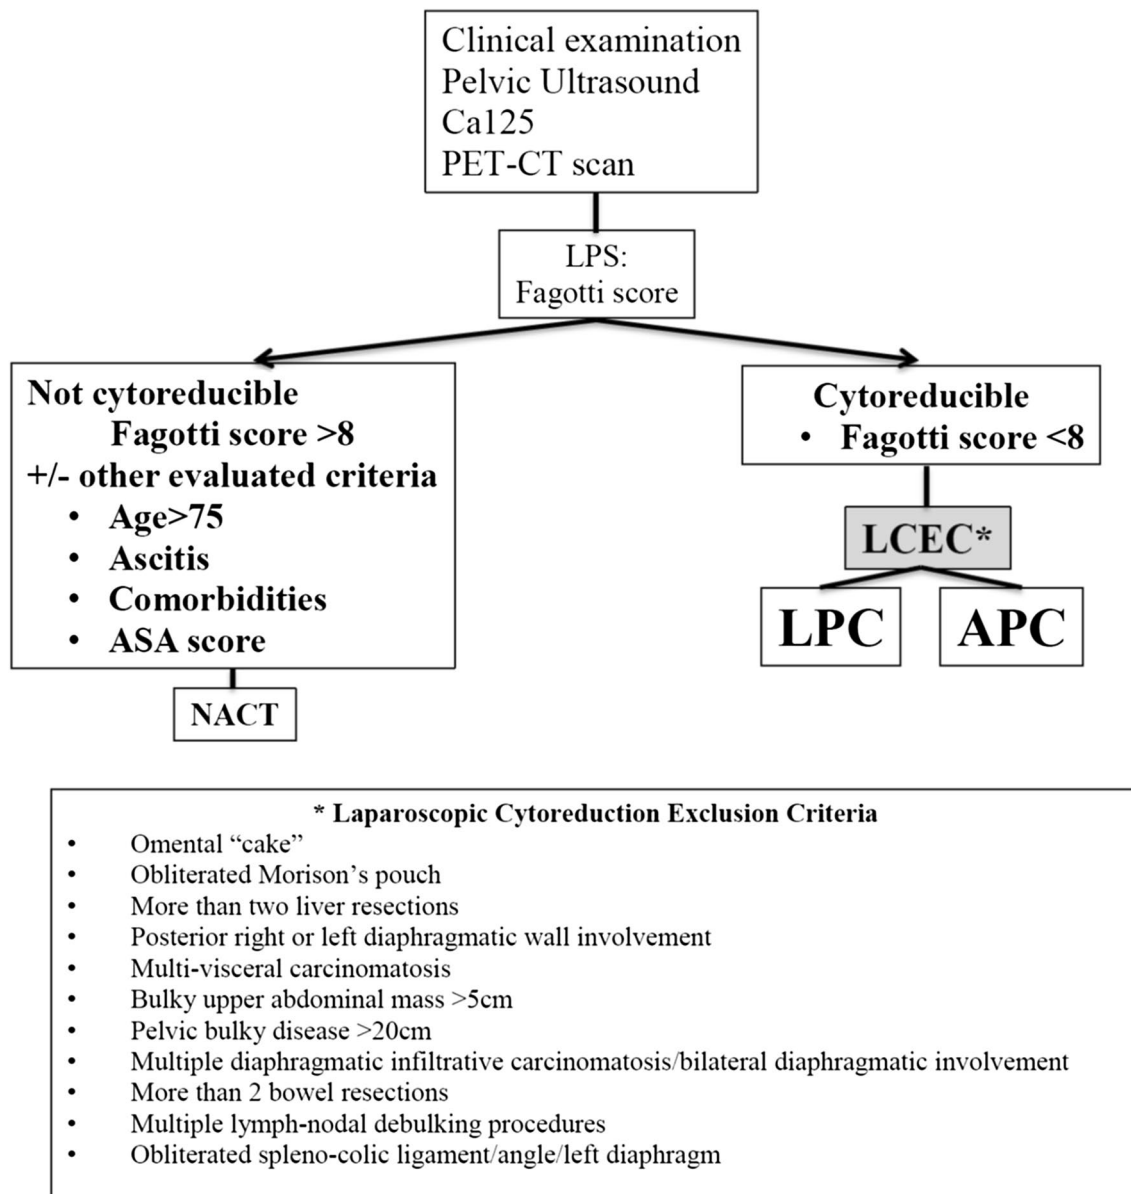 Clinical examination
Pelvic Ultrasound
Ca125
PET-CT scan
LPS:
Fagotti score
Not cytoreducible
Fagotti score >8
+/- other evaluated criteria
• Age>75
• Ascitis
• Comorbidities
• ASA score
NACT
Cytoreducible
• Fagotti score <8
LCEC*
LPC
APC
* Laparoscopic Cytoreduction Exclusion Criteria
• Omental “cake”
• Obliterated Morison’s pouch
• More than two liver resections
• Posterior right or left diaphragmatic wall involvement
• Multi-visceral carcinomatosis
• Bulky upper abdominal mass >5cm
• Pelvic bulky disease >20cm
• Multiple diaphragmatic infiltrative carcinomatosis/bilateral diaphragmatic involvement
• More than 2 bowel resections
• Multiple lymph-nodal debulking procedures
• Obliterated spleno-colic ligament/angle/left diaphragm